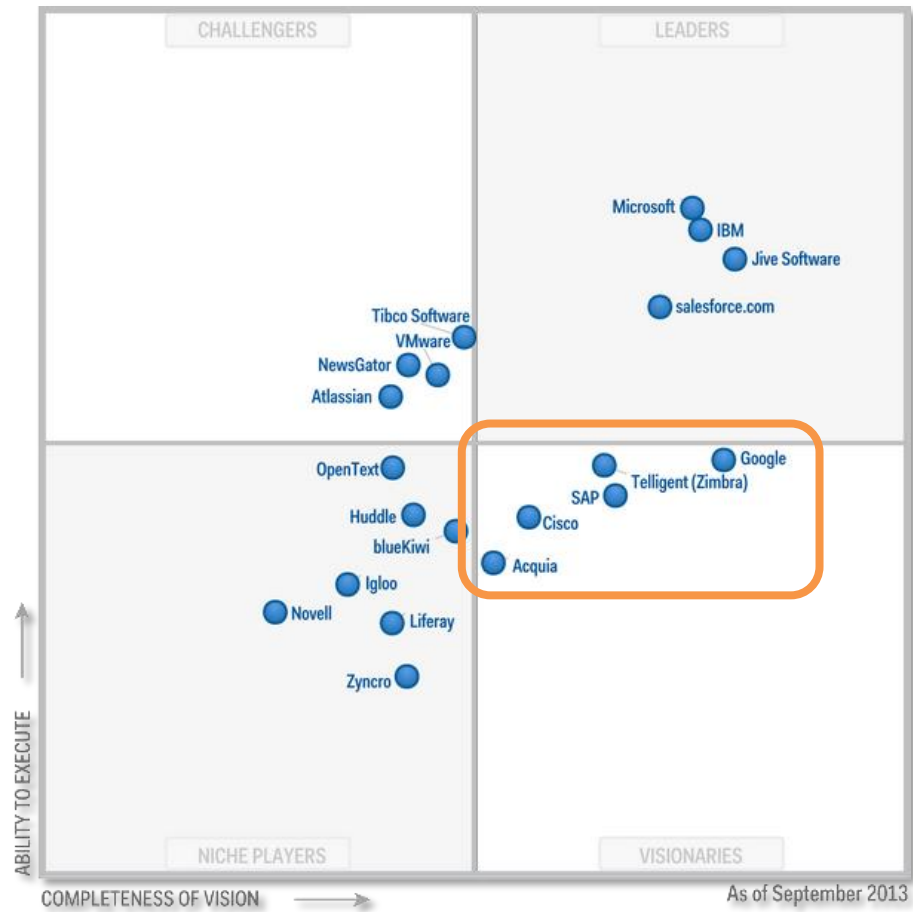 CHALLENGERS
LEADERS
Microsoft
IBM
Jive Software
salesforce.com
Tibco Software
VMware
NewsGator
Atlassian
Google
OpenText
Telligent (Zimbra)
SAP
Huddle
Cisco
blueKiwi
Acquia
Igloo
Novell
Liferay
Zyncro
ABILITY TO EXECUTE
NICHE PLAYERS
VISIONARIES
COMPLETENESS OF VISION
As of September 2013